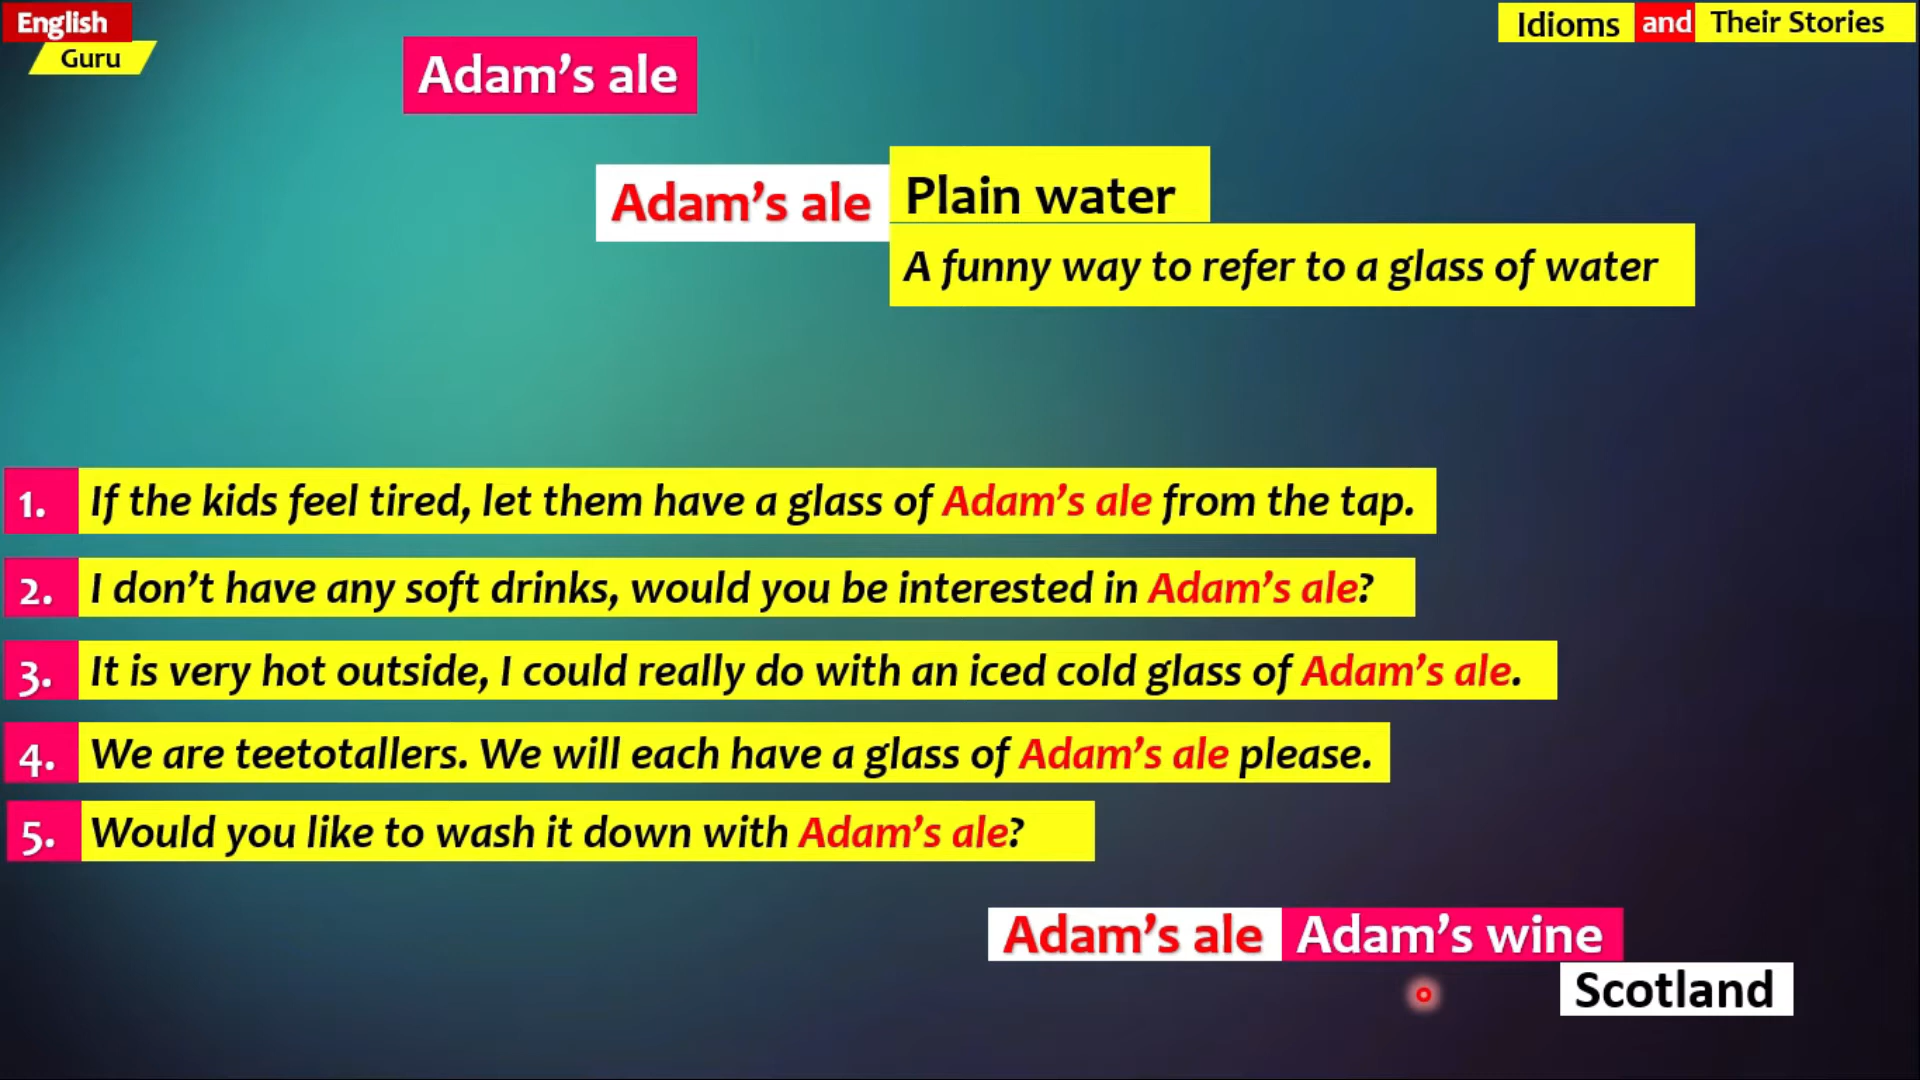 English
Guru
Idioms and Their Stories
Adam's ale
Adam's ale Plain water
A funny way to refer to a glass of water
1. If the kids feel tired, let them have a glass of Adam's ale from the tap.
2. I don't have any soft drinks, would you be interested in Adam's ale?
3. It is very hot outside, I could really do with an iced cold glass of Adam's ale.
4. We are teetotallers. We will each have a glass of Adam's ale please.
5. Would you like to wash it down with Adam's ale?
Adam's ale Adam's wine
Scotland